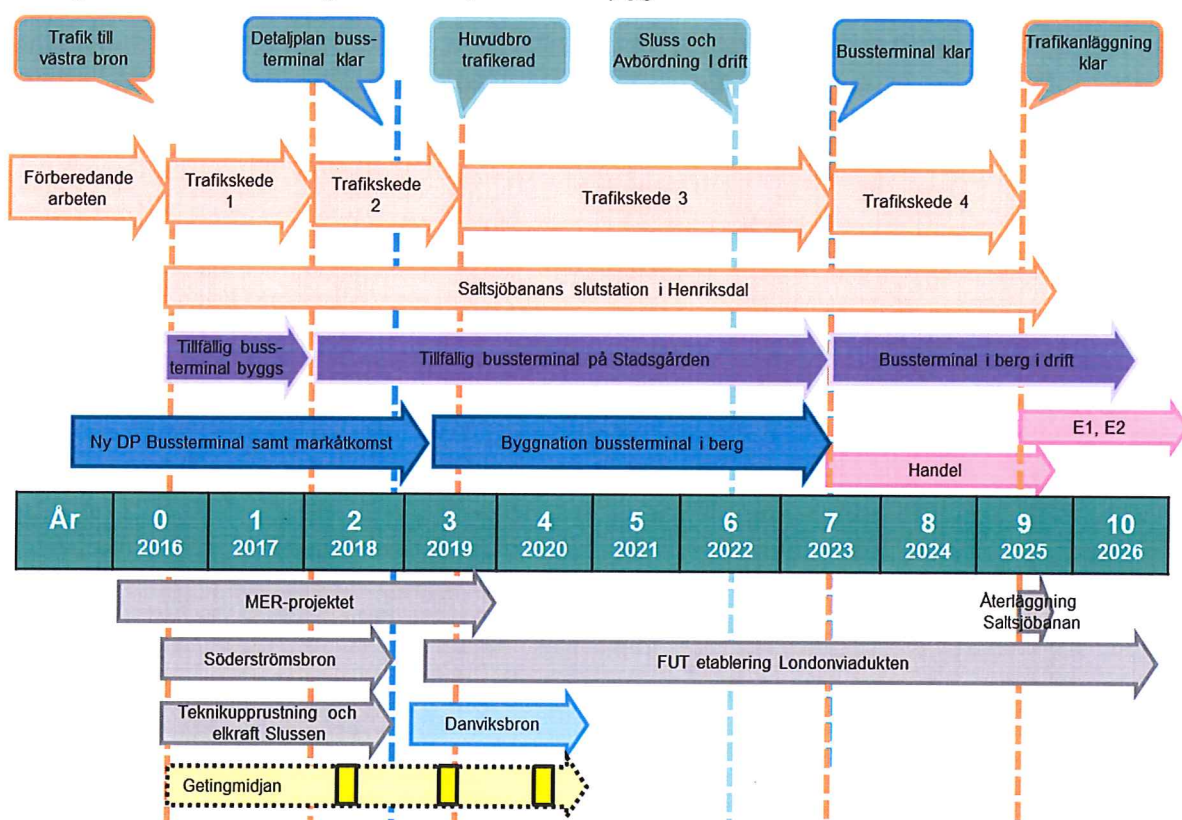 Trafik till
västra bron
Detaljplan buss-
terminal klar
Huvudbro
trafikerad
Sluss och
Avbördning I drift
Bussterminal klar
Trafikanläggning
klar
Förberedande
arbeten
Trafikskede
1
Trafikskede
2
Trafikskede 3
Trafikskede 4
Saltsjöbanans slutstation i Henriksdal
Tillfällig buss-
terminal byggs
Tillfällig bussterminal på Stadsgården
Bussterminal i berg i drift
Ny DP Bussterminal samt markåtkomst
Byggnation bussterminal i berg
E1, E2
Handel
År 0 1 2 3 4 5 6 7 8 9 10
2016 2017 2018 2019 2020 2021 2022 2023 2024 2025 2026
MER-projektet
Återläggning
Saltsjöbanan
Söderströmsbron
FUT etablering Londonviadukten
Teknikupprustning och
elkraft Slussen
Danviksbron
Getingmidjan